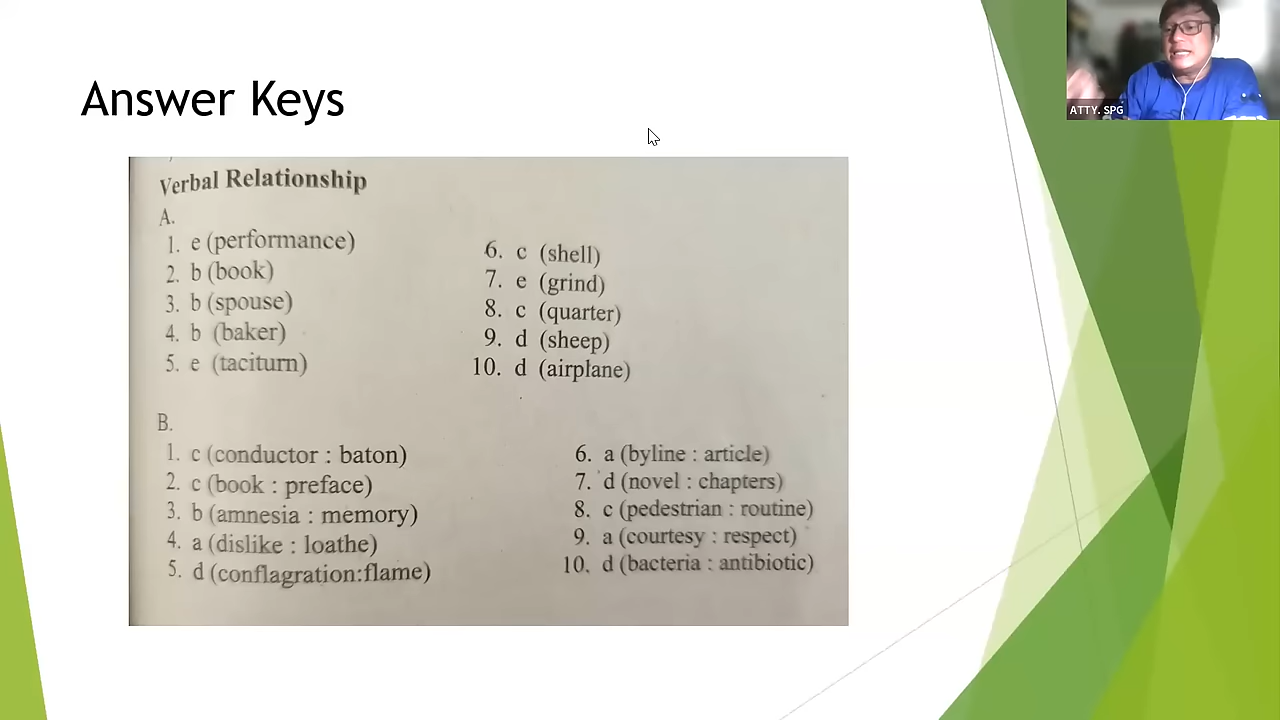 Answer Keys
ATTY. SPG
Verbal Relationship
A.
1. e (performance)
2. b (book)
3. b (spouse)
4. b (baker)
5. e (taciturn)
6. c (shell)
7. e (grind)
8. c (quarter)
9. d (sheep)
10. d (airplane)
B.
1. c (conductor : baton)
2. c (book : preface)
3. b (amnesia : memory)
4. a (dislike : loathe)
5. d (conflagration:flame)
6. a (byline : article)
7. d (novel : chapters)
8. c (pedestrian : routine)
9. a (courtesy : respect)
10. d (bacteria : antibiotic)